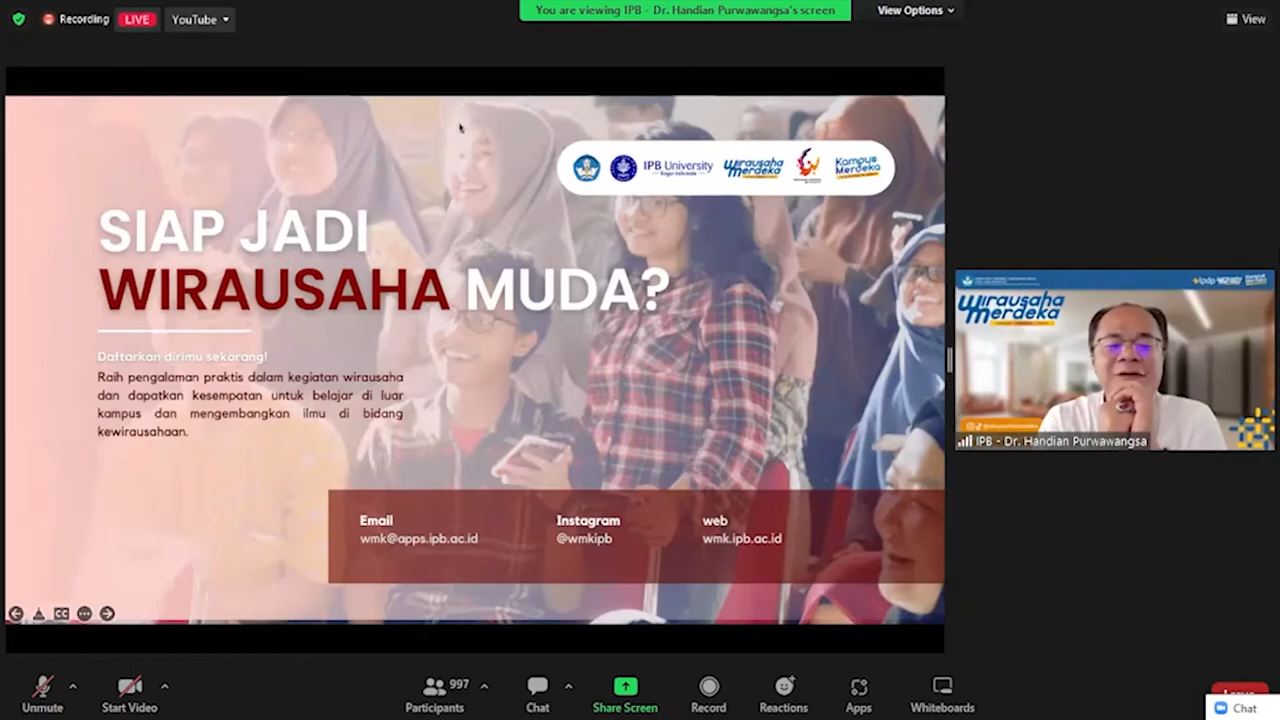 Recording
LIVE
YouTube
You are viewing IPB - Dr. Handian Purwawangsa's screen
View Options
View
IPB University
Bogor Indonesia
Wirausaha Merdeka
Kampus Merdeka
SIAP JADI
WIRAUSAHA MUDA?
Daftarkan dirimu sekarang!
Raih pengalaman praktis dalam kegiatan wirausaha
dan dapatkan kesempatan untuk belajar di luar
kampus dan mengembangkan ilmu di bidang
kewirausahaan.
Email
wmk@apps.ipb.ac.id
Instagram
@wmkipb
web
wmk.ipb.ac.id
CC
lpdp
Wirausaha
Merdeka
IPB - Dr. Handian Purwawangsa
Unmute
Start Video
997
Participants
Chat
Share Screen
Record
Reactions
Apps
Whiteboards
Chat